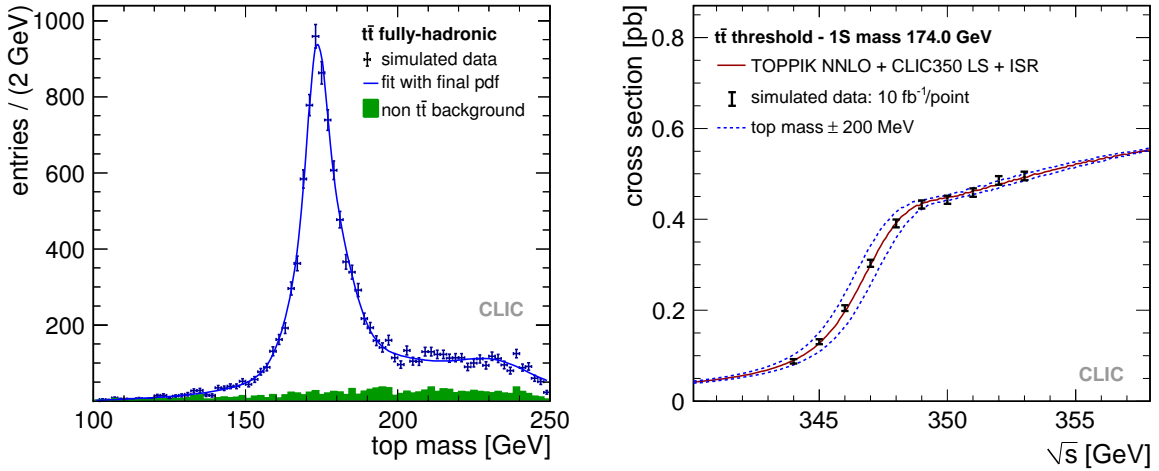 entries / (2 GeV)
1000
800
600
400
200
100
150
200
250
top mass [GeV]
tt̄ fully-hadronic
simulated data
fit with final pdf
non tt̄ background
CLIC
cross section [pb]
0.8
0.6
0.4
0.2
0
345
350
355
√s [GeV]
tt̄ threshold - 1S mass 174.0 GeV
TOPPIK NNLO + CLIC350 LS + ISR
simulated data: 10 fb⁻¹/point
top mass ± 200 MeV
CLIC